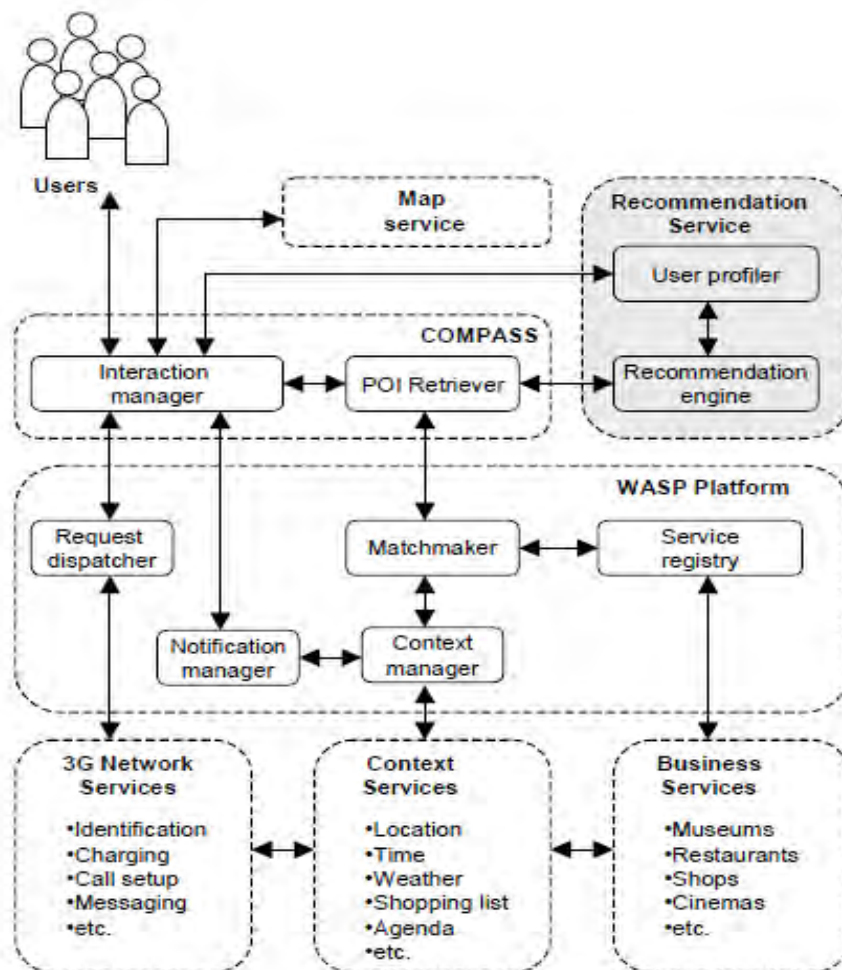 Users
Map
service
Recommendation
Service
User profiler
COMPASS
Interaction
manager
POI Retriever
Recommendation
engine
WASP Platform
Request
dispatcher
Matchmaker
Service
registry
Notification
manager
Context
manager
3G Network
Services
•Identification
•Charging
•Call setup
•Messaging
•etc.
Context
Services
•Location
•Time
•Weather
•Shopping list
•Agenda
•etc.
Business
Services
•Museums
•Restaurants
•Shops
•Cinemas
•etc.